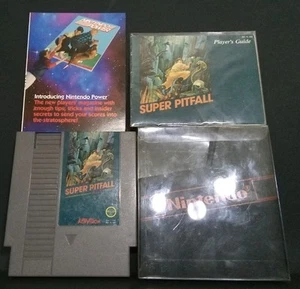 Introducing Nintendo Power
The new players' magazine with
enough tips, tricks and insider
secrets to send your scores into
the stratosphere!
Player's Guide
SUPER PITFALL
SUPER PITFALL
ACTIVISION
Nintendo